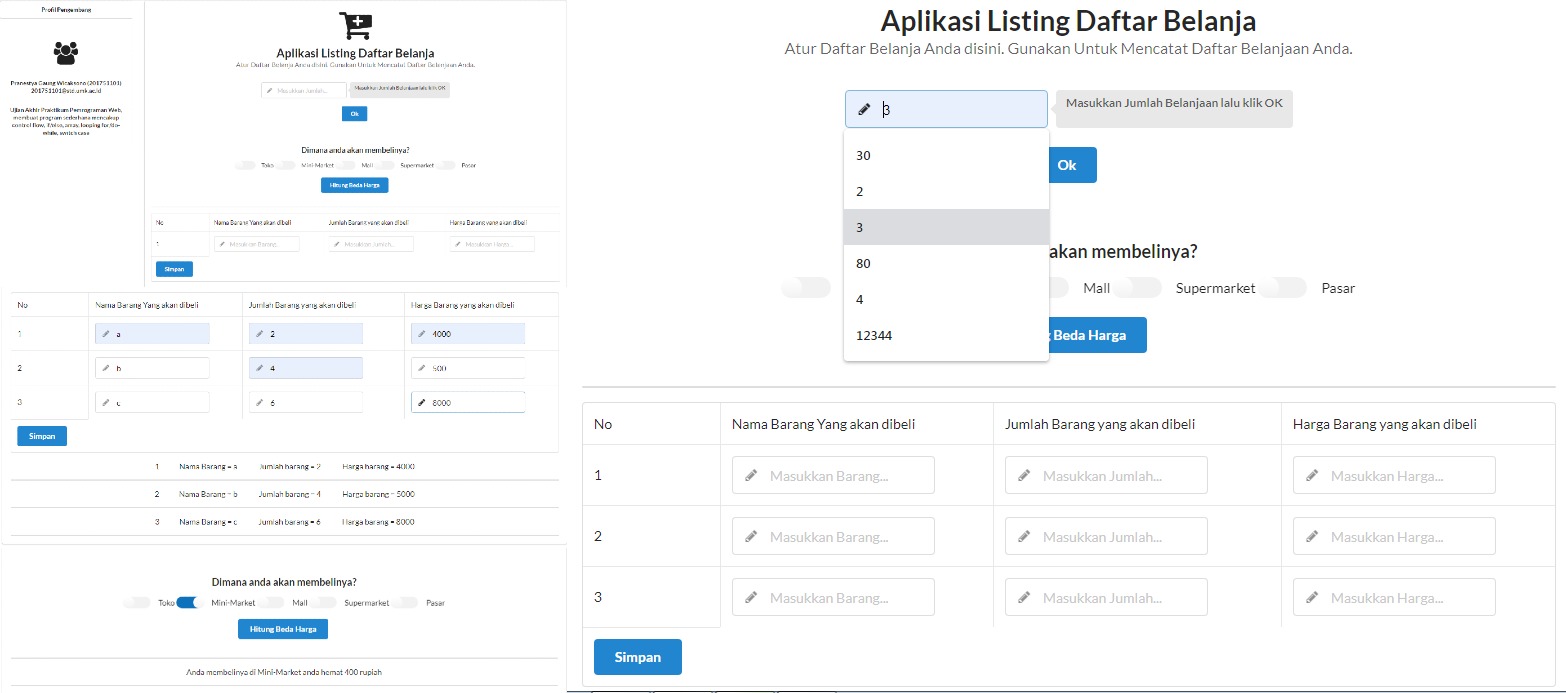 Profil Pengembang
Pranestya Gaung Wicaksono (201751101)
201751101@std.umk.ac.id
Ujian Akhir Praktikum Pemrograman Web,
membuat program sederhana mencakup
control flow, if/else, array, looping for/do-
while, switch case
Aplikasi Listing Daftar Belanja
Atur Daftar Belanja Anda disini. Gunakan Untuk Mencatat Daftar Belanjaan Anda.
Masukkan Jumlah...
Masukkan Jumlah Belanjaan lalu klik OK
Ok
Dimana anda akan membelinya?
Toko Mini-Market Mall Supermarket Pasar
Hitung Beda Harga
No Nama Barang Yang akan dibeli Jumlah Barang yang akan dibeli Harga Barang yang akan dibeli
1 Masukkan Barang... Masukkan Jumlah... Masukkan Harga...
Simpan
No Nama Barang Yang akan dibeli Jumlah Barang yang akan dibeli Harga Barang yang akan dibeli
1 a 2 4000
2 b 4 500
3 c 6 8000
Simpan
1 Nama Barang = a Jumlah barang = 2 Harga barang = 4000
2 Nama Barang = b Jumlah barang = 4 Harga barang = 5000
3 Nama Barang = c Jumlah barang = 6 Harga barang = 8000
Dimana anda akan membelinya?
Toko Mini-Market Mall Supermarket Pasar
Hitung Beda Harga
Anda membelinya di Mini-Market anda hemat 400 rupiah
Aplikasi Listing Daftar Belanja
Atur Daftar Belanja Anda disini. Gunakan Untuk Mencatat Daftar Belanjaan Anda.
3 Masukkan Jumlah Belanjaan lalu klik OK
30
Ok
2
3
akan membelinya?
80
Mall Supermarket Pasar
4
12344
Beda Harga
No Nama Barang Yang akan dibeli Jumlah Barang yang akan dibeli Harga Barang yang akan dibeli
1 Masukkan Barang... Masukkan Jumlah... Masukkan Harga...
2 Masukkan Barang... Masukkan Jumlah... Masukkan Harga...
3 Masukkan Barang... Masukkan Jumlah... Masukkan Harga...
Simpan